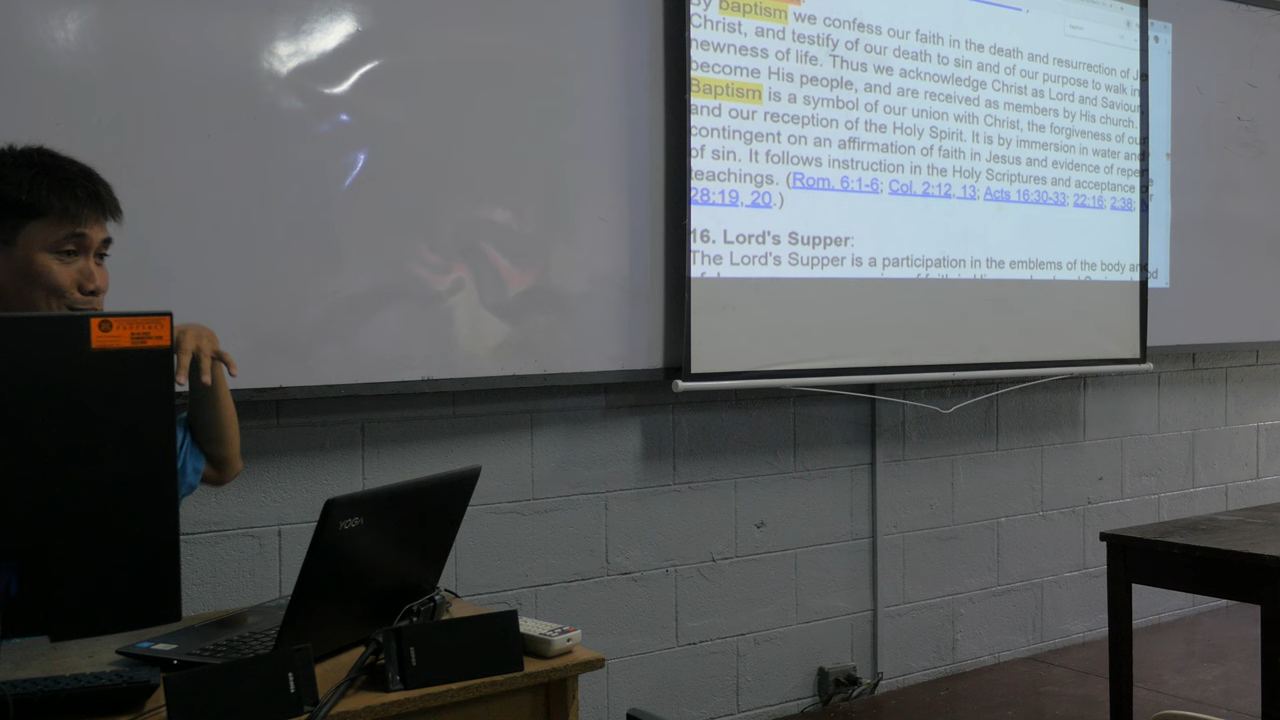 By baptism we confess our faith in the death and resurrection of
Christ, and testify of our death to sin and of our purpose to walk in
newness of life. Thus we acknowledge Christ as Lord and Saviour
become His people, and are received as members by His church.
Baptism is a symbol of our union with Christ, the forgiveness of our
and our reception of the Holy Spirit. It is by immersion in water and
contingent on an affirmation of faith in Jesus and evidence of repe
of sin. It follows instruction in the Holy Scriptures and acceptance
teachings. (Rom. 6:1-6; Col. 2:12, 13; Acts 16:30-33; 22:16; 2:38;
28:19, 20.)
16. Lord's Supper:
The Lord's Supper is a participation in the emblems of the body and
YOGA